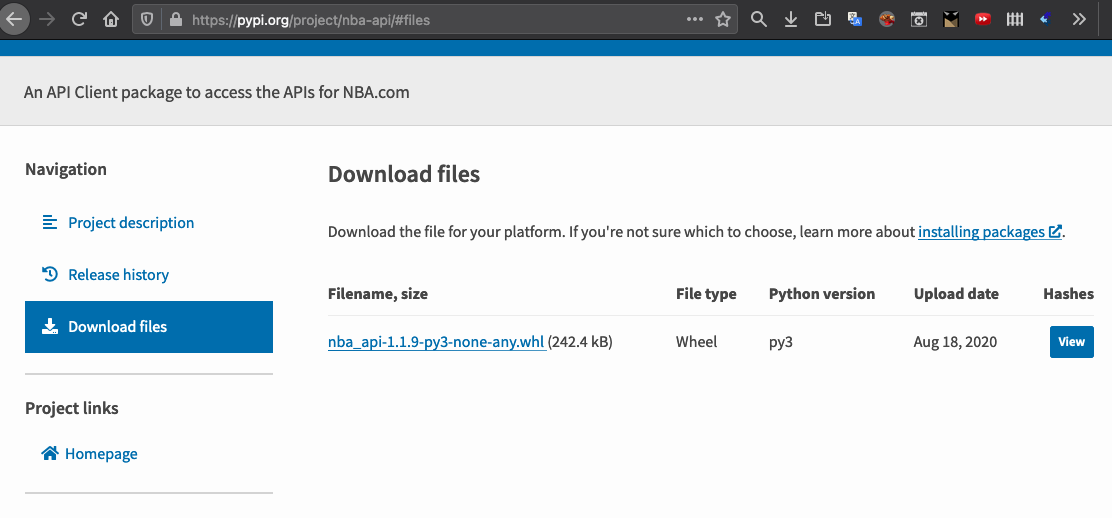 https://pypi.org/project/nba-api/#files
An API Client package to access the APIs for NBA.com
Navigation
Project description
Release history
Download files
Project links
Homepage
Download files
Download the file for your platform. If you're not sure which to choose, learn more about installing packages.
Filename, size File type Python version Upload date Hashes
nba_api-1.1.9-py3-none-any.whl (242.4 kB) Wheel py3 Aug 18, 2020 View